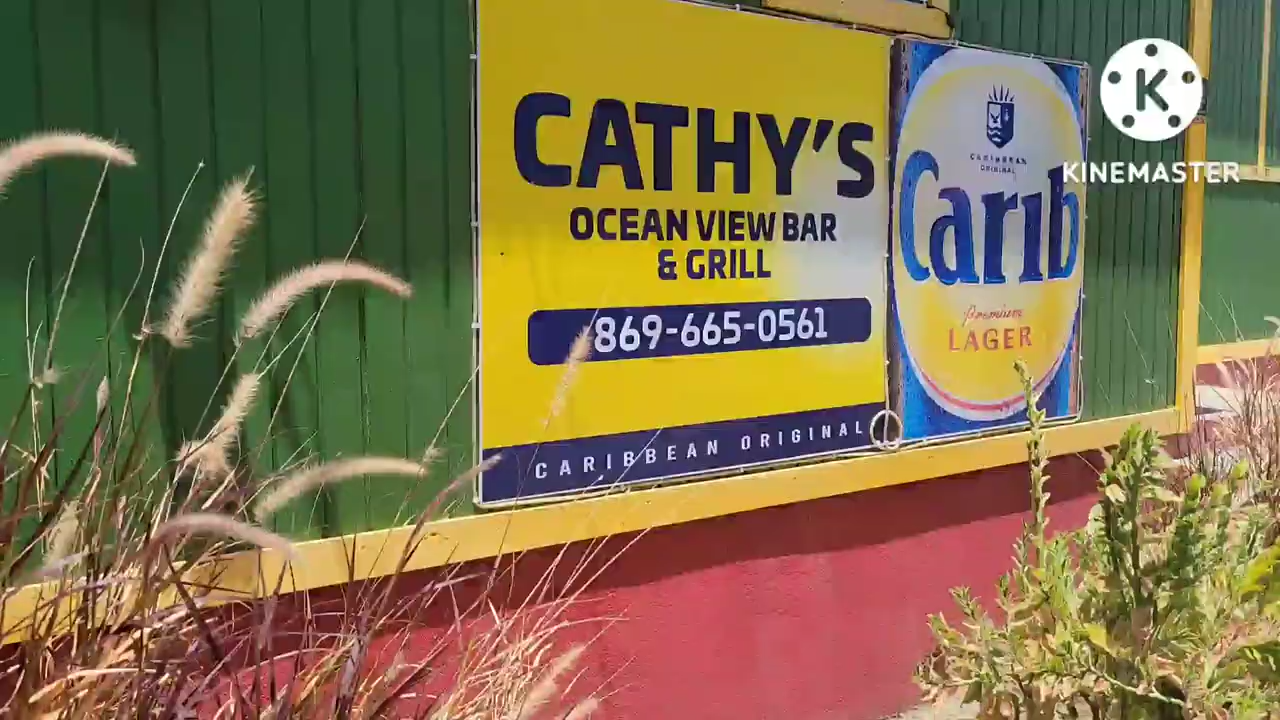 CATHY'S
OCEAN VIEW BAR
& GRILL
869-665-0561
CARIBBEAN ORIGINAL
CARIBBEAN
ORIGINAL
Carib
Premium
LAGER
K
KINEMASTER